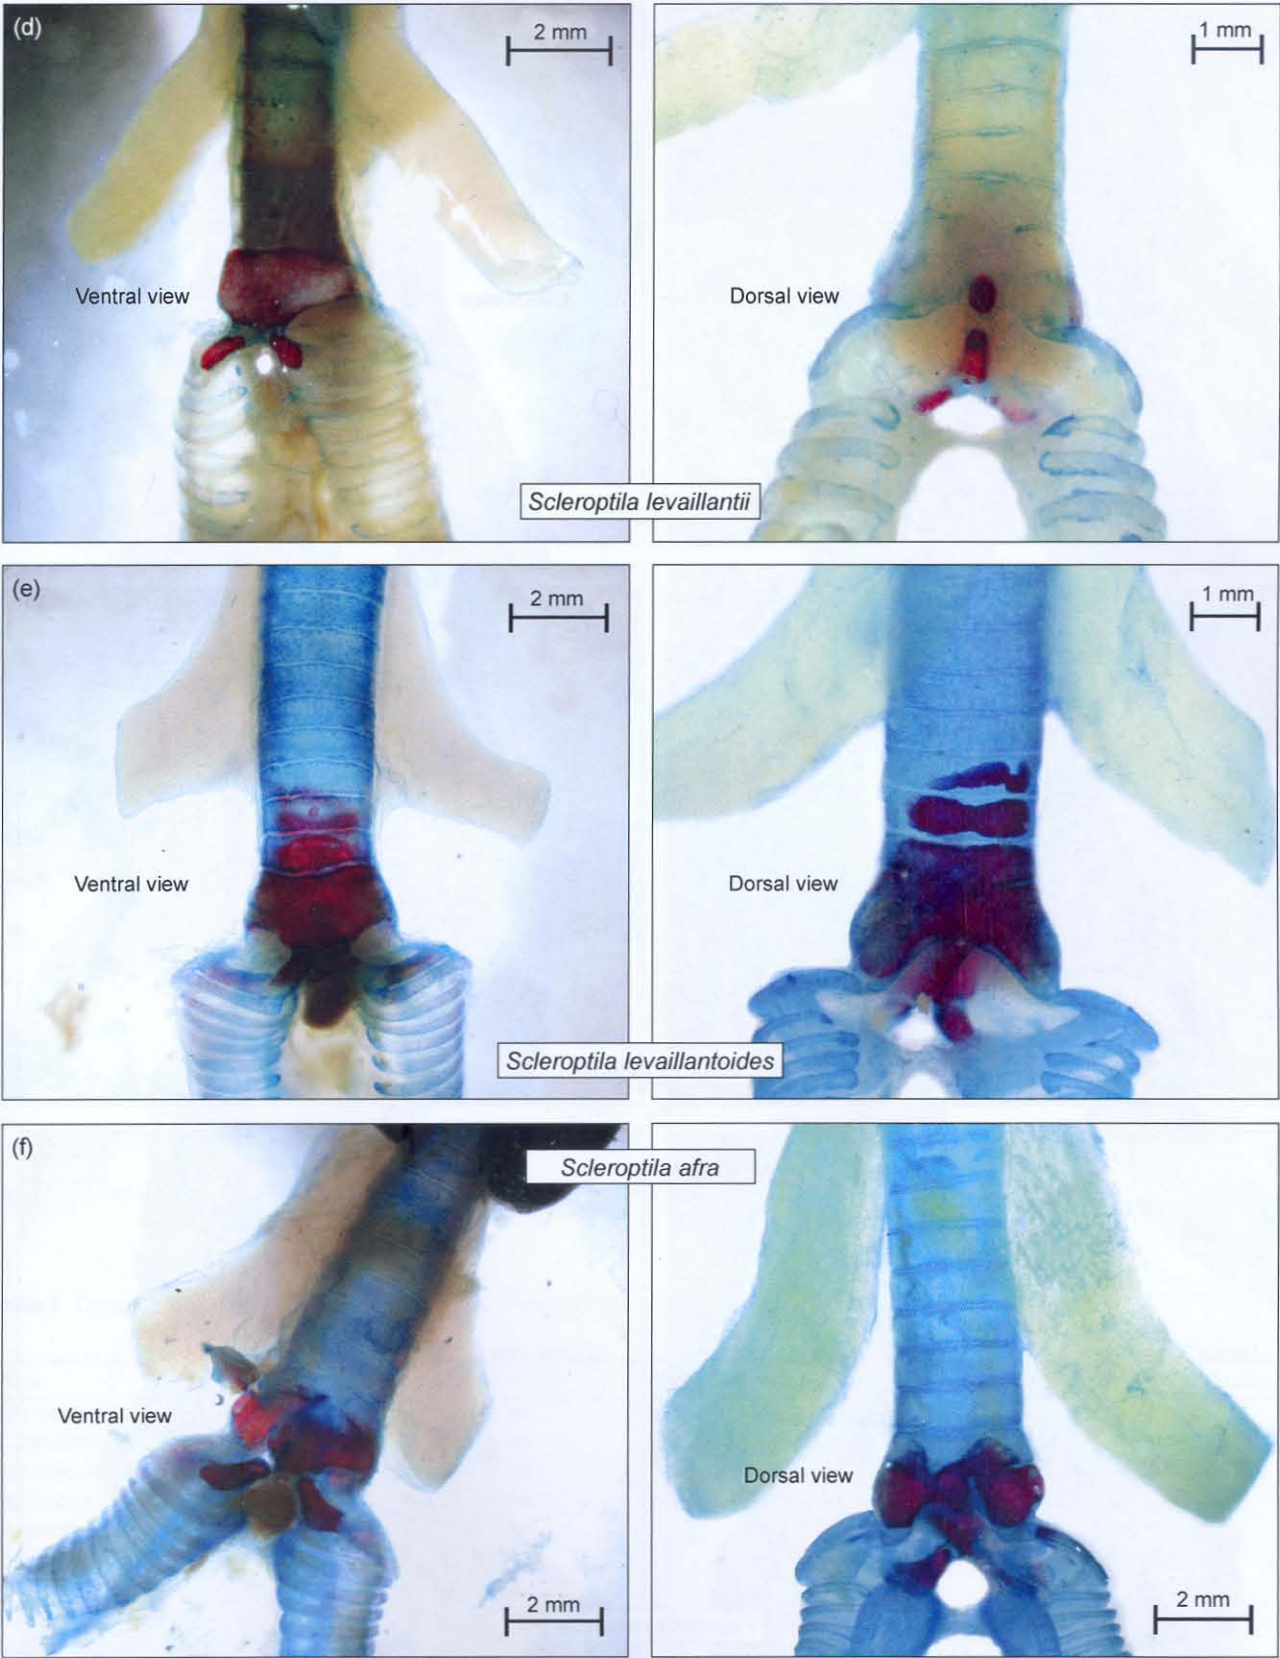 (d)
2 mm
1 mm
Ventral view
Dorsal view
Scleroptila levaillantii
(e)
2 mm
1 mm
Ventral view
Dorsal view
Scleroptila levaillantoides
(f)
Scleroptila afra
Ventral view
Dorsal view
2 mm
2 mm